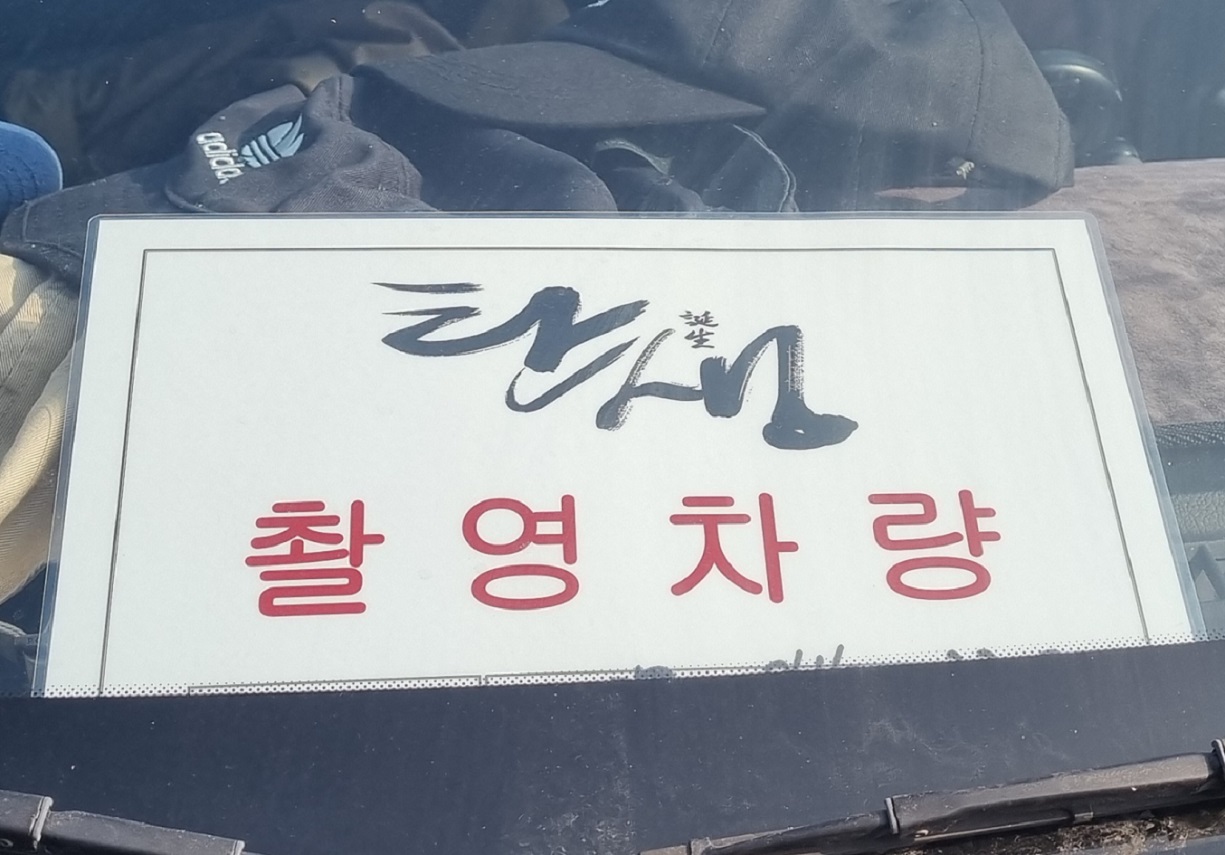 adidas
탄생
誕生
촬영차량